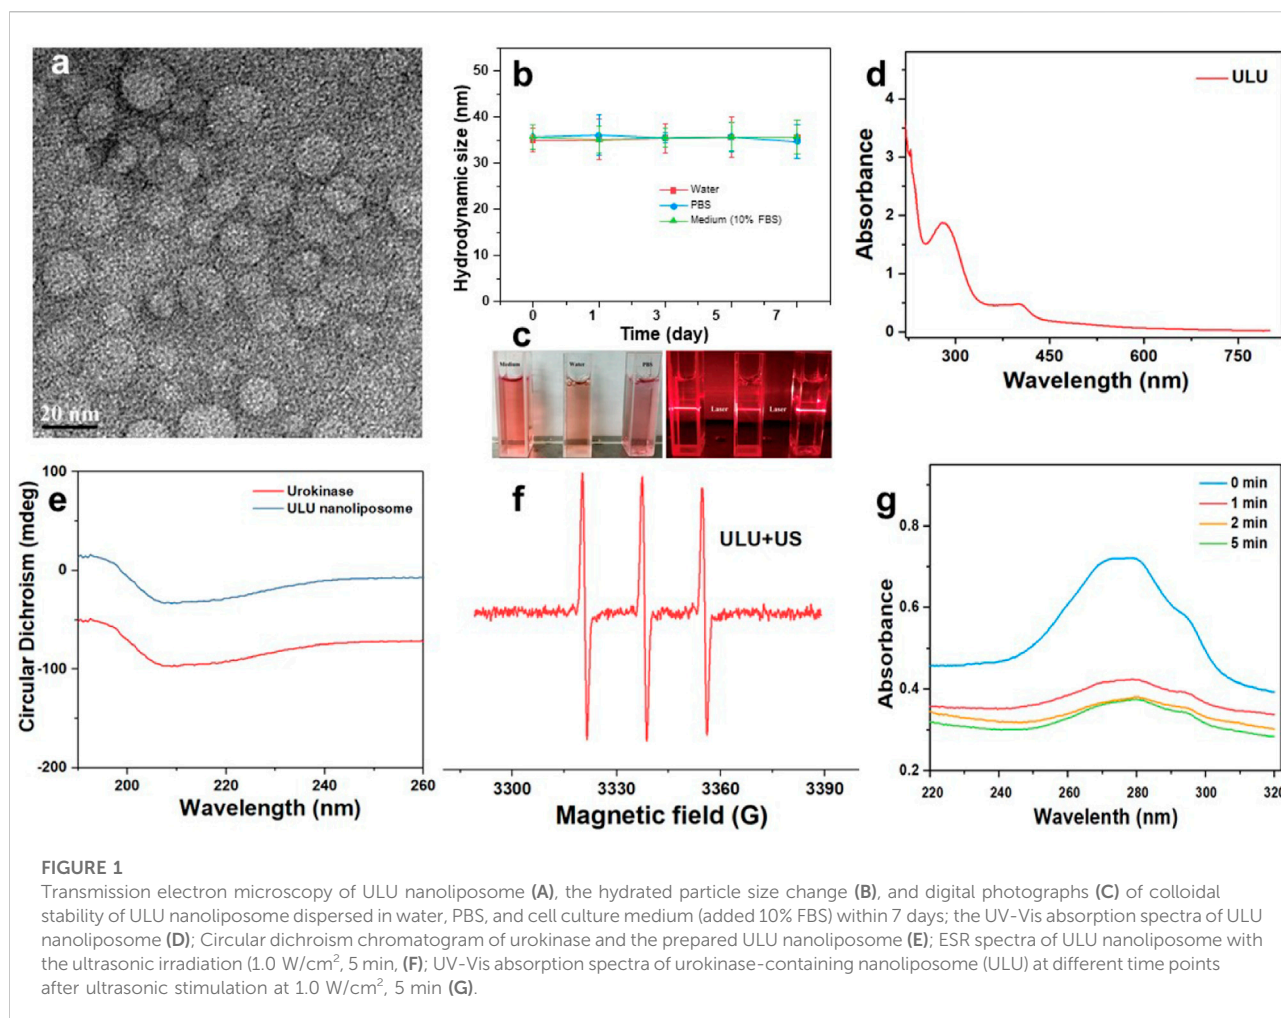 a
20 nm
b
Hydrodynamic size (nm)
50
40
30
20
10
0
Water
PBS
Medium (10% FBS)
0 1 3 5 7
Time (day)
c
Medium Water PBS
Laser Laser
d
ULU
Absorbance
4
3
2
1
0
300 450 600 750
Wavelength (nm)
e
Circular Dichroism (mdeg)
100
0
-100
-200
Urokinase
ULU nanoliposome
200 220 240 260
Wavelength (nm)
f
ULU+US
3300 3330 3360 3390
Magnetic field (G)
g
0 min
1 min
2 min
5 min
Absorbance
0.8
0.6
0.4
0.2
220 240 260 280 300 320
Wavelenth (nm)
FIGURE 1
Transmission electron microscopy of ULU nanoliposome (A), the hydrated particle size change (B), and digital photographs (C) of colloidal
stability of ULU nanoliposome dispersed in water, PBS, and cell culture medium (added 10% FBS) within 7 days; the UV-Vis absorption spectra of ULU
nanoliposome (D); Circular dichroism chromatogram of urokinase and the prepared ULU nanoliposome (E); ESR spectra of ULU nanoliposome with
the ultrasonic irradiation (1.0 W/cm², 5 min, (F); UV-Vis absorption spectra of urokinase-containing nanoliposome (ULU) at different time points
after ultrasonic stimulation at 1.0 W/cm², 5 min (G).